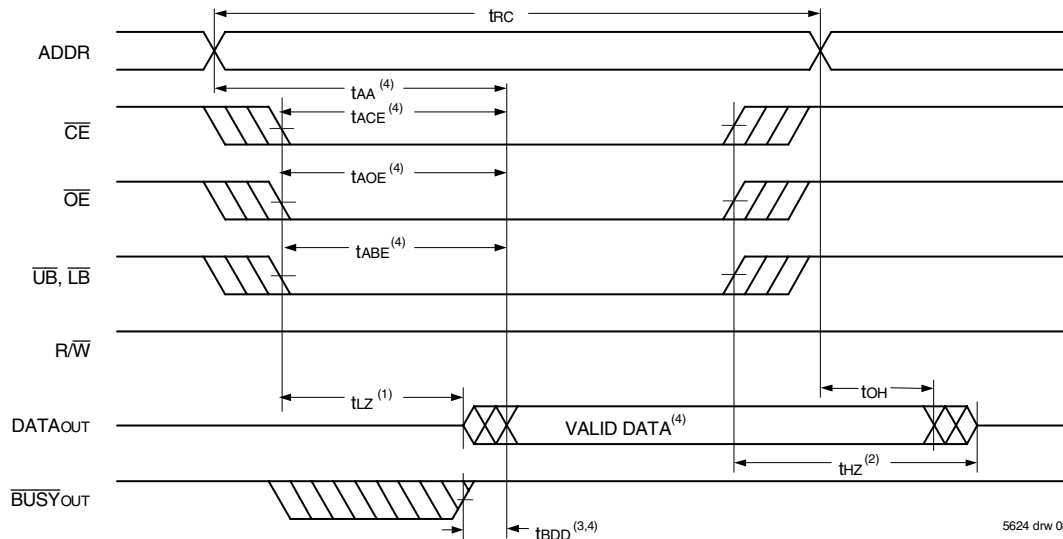 tRC
ADDR
tAA (4)
tACE (4)
CE
tAOE (4)
OE
tABE (4)
UB, LB
R/W
tOH
tLZ (1)
DATAOUT
VALID DATA(4)
tHZ (2)
BUSYOUT
tBDD (3,4)
5624 drw 0